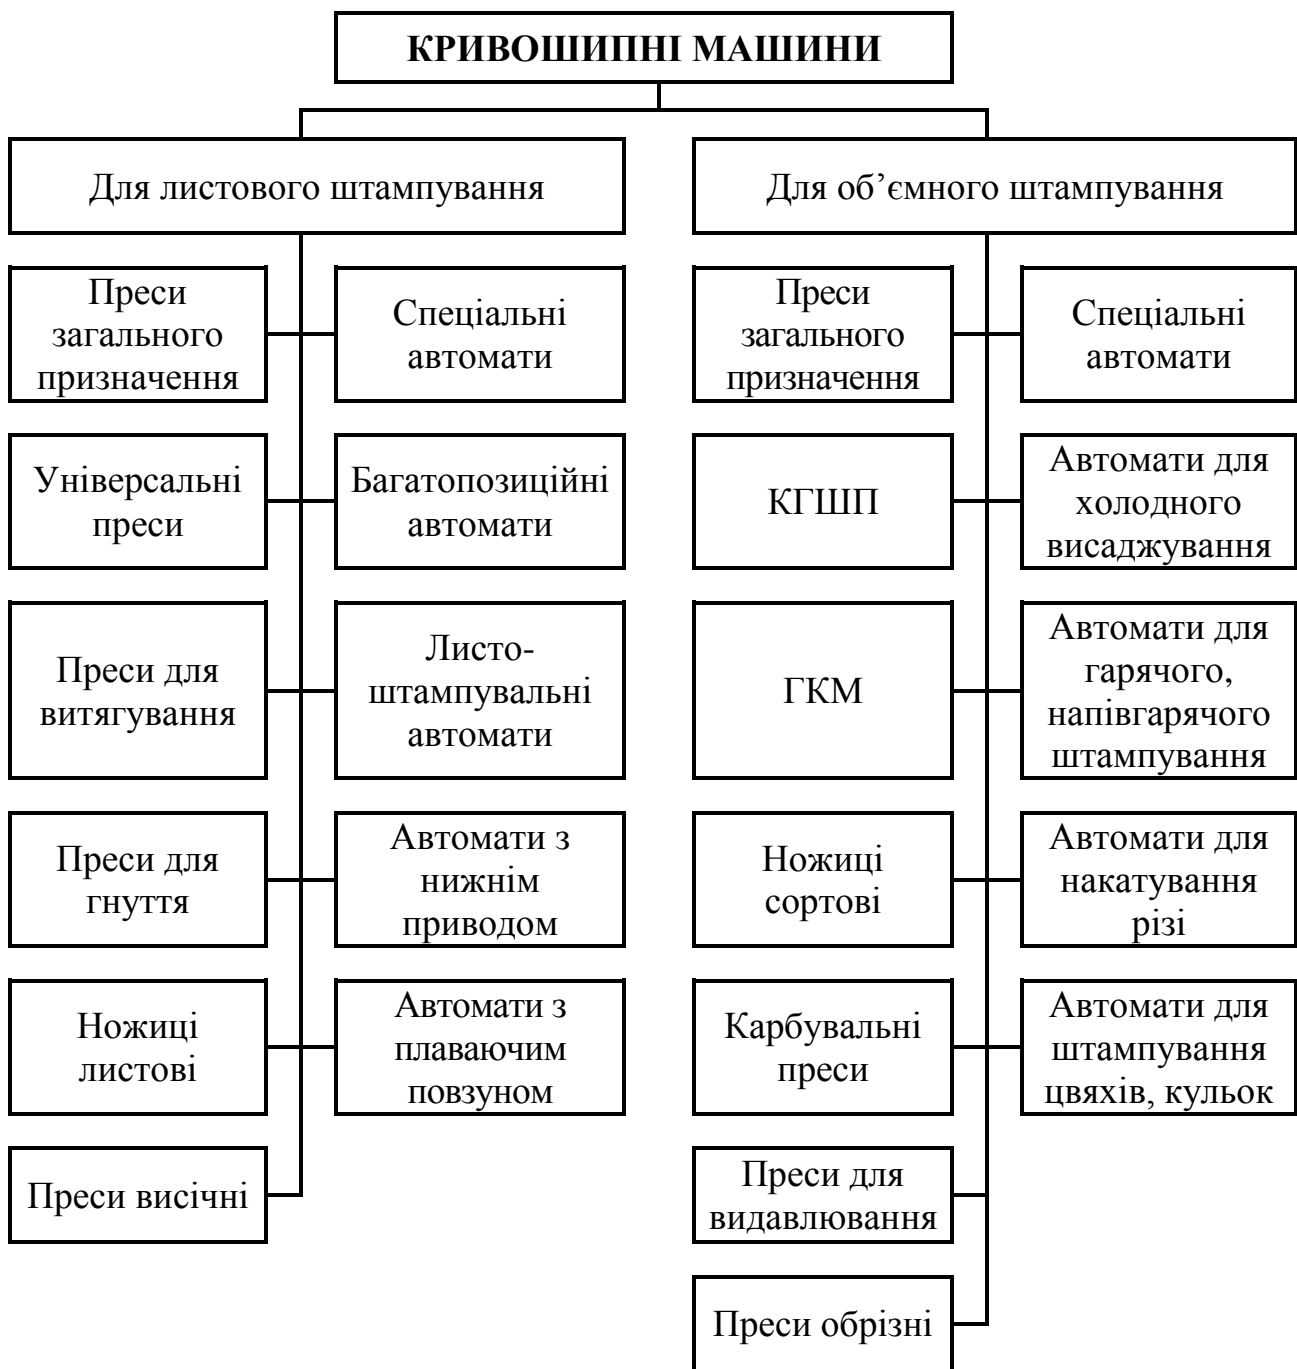 КРИВОШИПНІ МАШИНИ
Для листового штампування
Для об’ємного штампування
Преси
загального
призначення
Спеціальні
автомати
Преси
загального
призначення
Спеціальні
автомати
Універсальні
преси
Багатопозиційні
автомати
КГШП
Автомати для
холодного
висаджування
Преси для
витягування
Листо-
штампувальні
автомати
ГКМ
Автомати для
гарячого,
напівгарячого
штампування
Преси для
гнуття
Автомати з
нижнім
приводом
Ножиці
сортові
Автомати для
накатування
різі
Ножиці
листові
Автомати з
плаваючим
повзуном
Карбувальні
преси
Автомати для
штампування
цвяхів, кульок
Преси висічні
Преси для
видавлювання
Преси обрізні